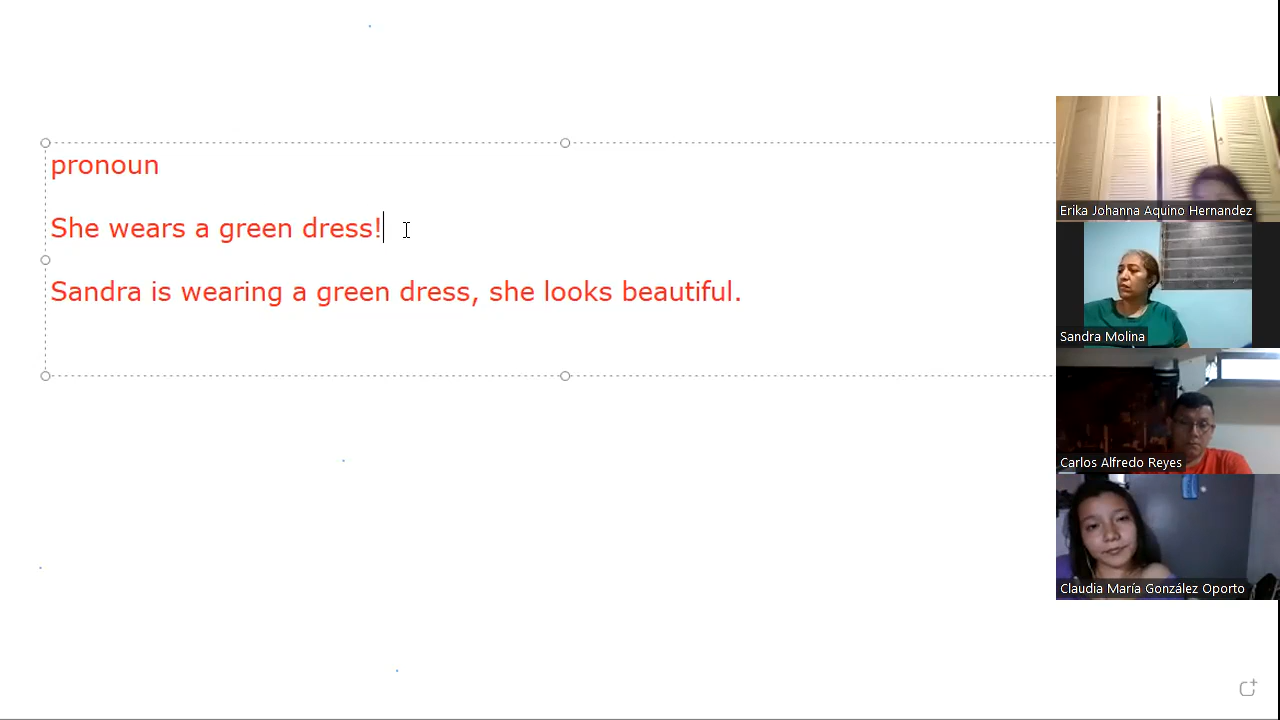 pronoun
She wears a green dress!
Sandra is wearing a green dress, she looks beautiful.
Erika Johanna Aquino Hernandez
Sandra Molina
Carlos Alfredo Reyes
Claudia María González Oporto